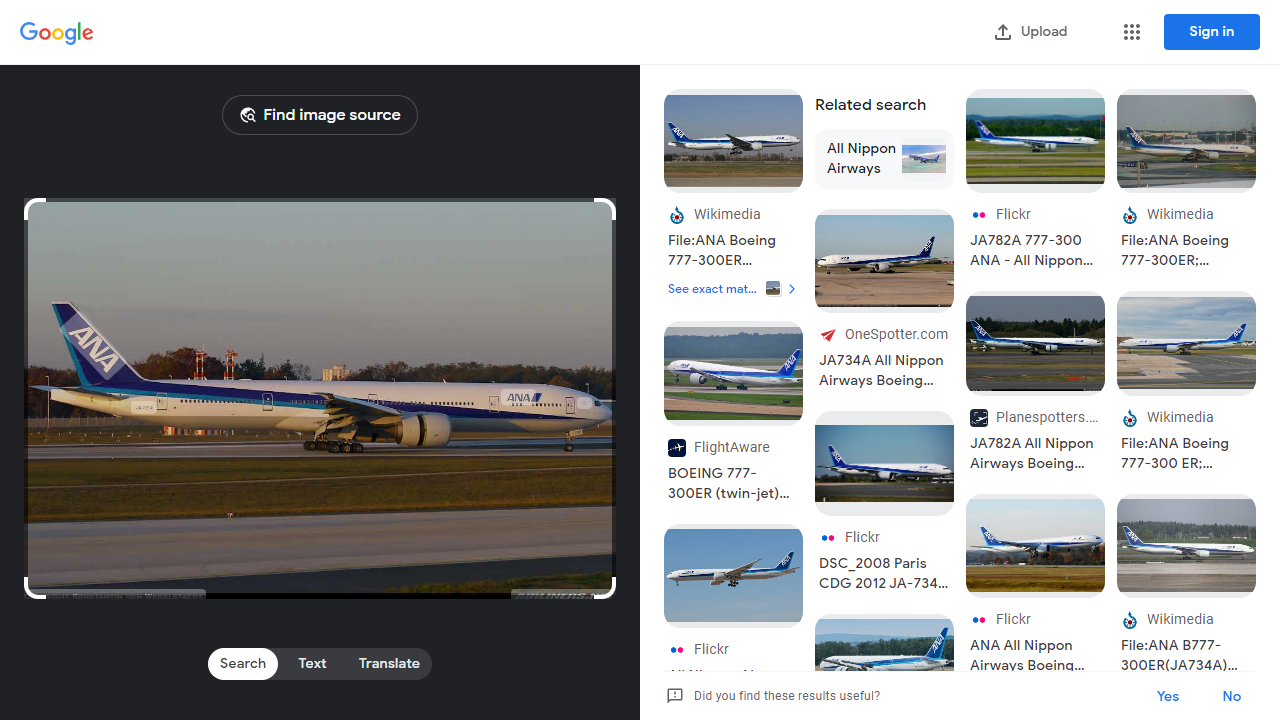 Google
Upload
Sign in
Find image source
ANA
ANA
Search
Text
Translate
Wikimedia
File:ANA Boeing
777-300ER...
See exact mat...
FlightAware
BOEING 777-
300ER (twin-jet)...
Flickr
Related search
All Nippon
Airways
OneSpotter.com
JA734A All Nippon
Airways Boeing...
Flickr
DSC_2008 Paris
CDG 2012 JA-734...
Flickr
JA782A 777-300
ANA - All Nippon...
Planespotters....
JA782A All Nippon
Airways Boeing...
Flickr
ANA All Nippon
Airways Boeing...
Wikimedia
File:ANA Boeing
777-300ER;...
Wikimedia
File:ANA Boeing
777-300 ER;...
Wikimedia
File:ANA B777-
300ER(JA734A)...
Did you find these results useful?
Yes
No